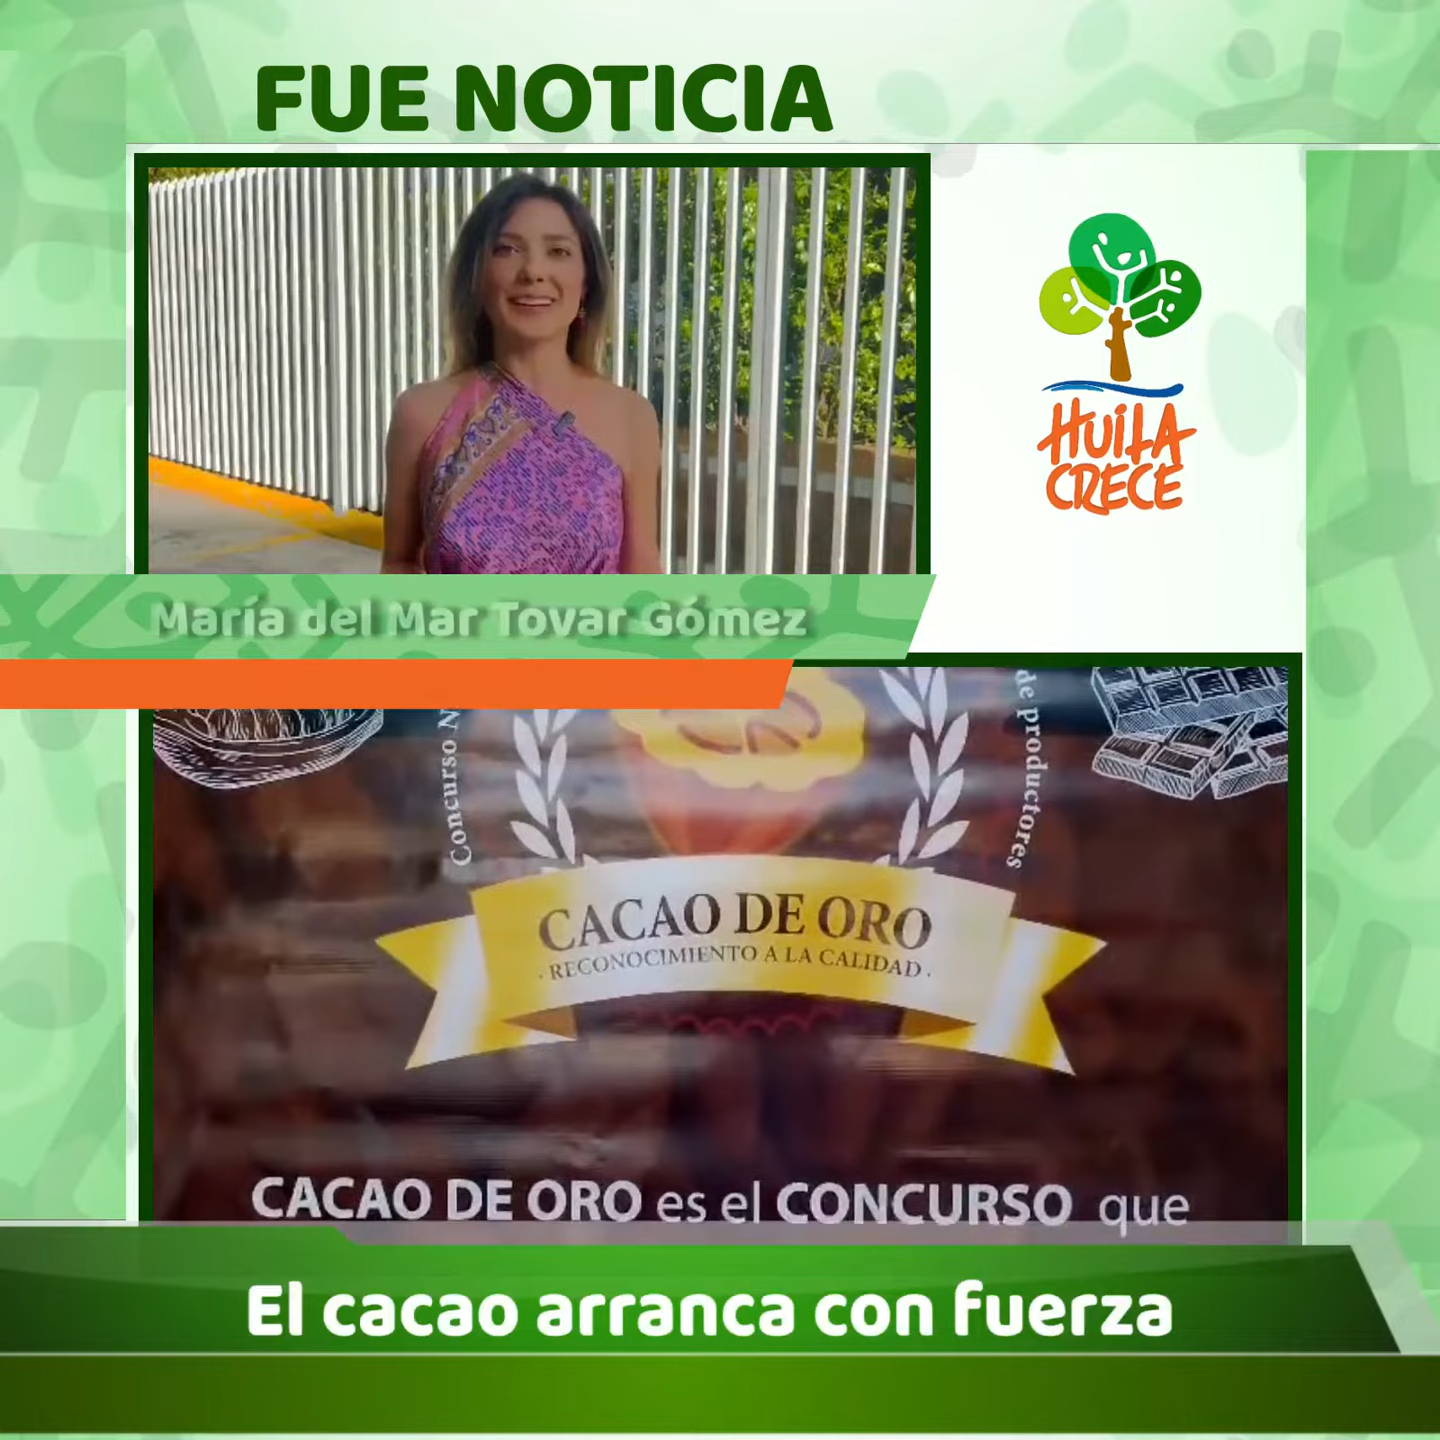 FUE NOTICIA
HUILA
CRECE
María del Mar Tovar Gómez
Concurso
de productores
CACAO DE ORO
· RECONOCIMIENTO A LA CALIDAD ·
CACAO DE ORO es el CONCURSO que
El cacao arranca con fuerza